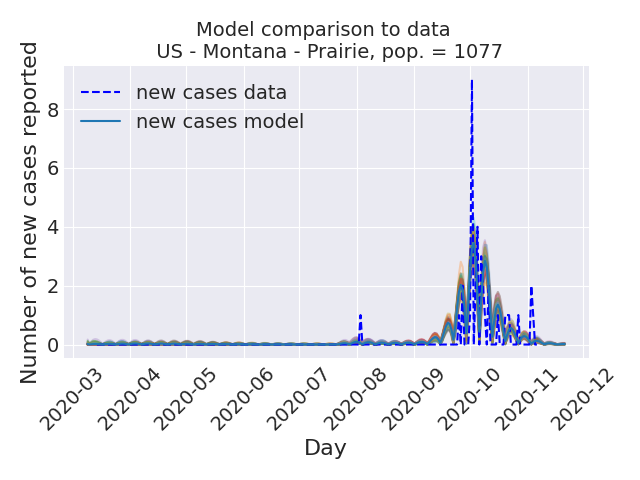 Model comparison to data
US - Montana - Prairie, pop. = 1077
Number of new cases reported
new cases data
new cases model
8
6
4
2
0
2020-03
2020-04
2020-05
2020-06
2020-07
2020-08
2020-09
2020-10
2020-11
2020-12
Day